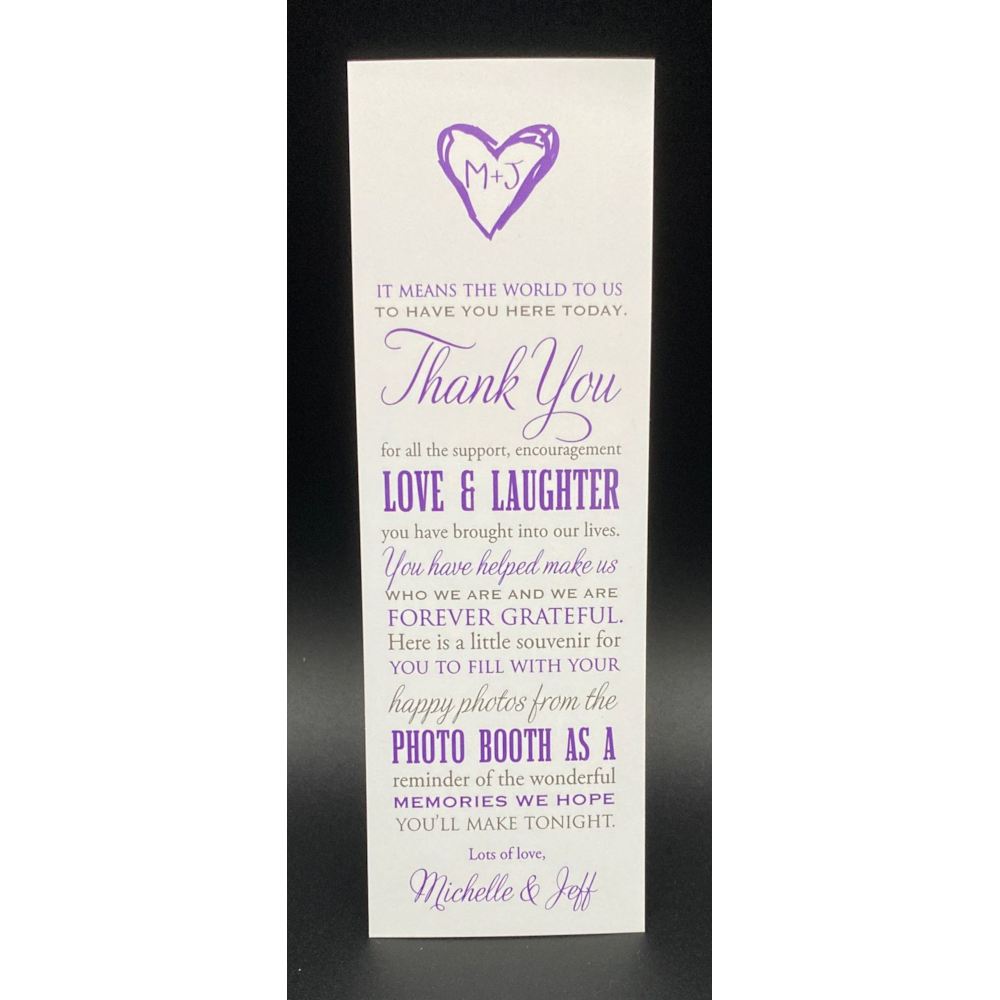 M+J
IT MEANS THE WORLD TO US
TO HAVE YOU HERE TODAY.
Thank You
for all the support, encouragement
LOVE & LAUGHTER
you have brought into our lives.
You have helped make us
WHO WE ARE AND WE ARE
FOREVER GRATEFUL.
Here is a little souvenir for
YOU TO FILL WITH YOUR
happy photos from the
PHOTO BOOTH AS A
reminder of the wonderful
MEMORIES WE HOPE
YOU'LL MAKE TONIGHT.
Lots of love,
Michelle & Jeff